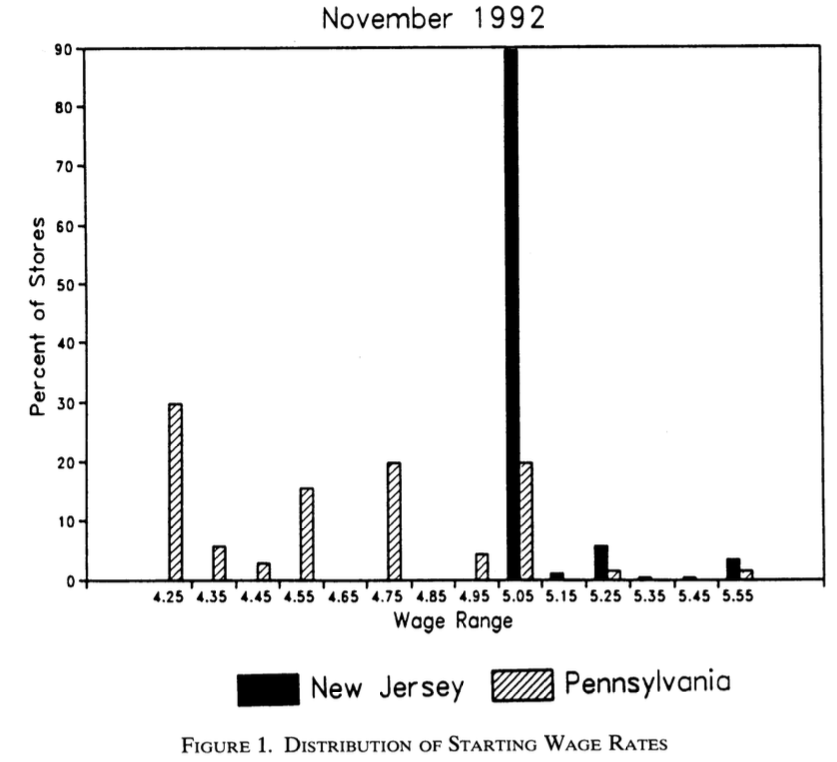 November 1992
90
80
70
60
50
40
30
20
10
0
Percent of Stores
4.25 4.35 4.45 4.55 4.65 4.75 4.85 4.95 5.05 5.15 5.25 5.35 5.45 5.55
Wage Range
New Jersey Pennsylvania
FIGURE 1. DISTRIBUTION OF STARTING WAGE RATES